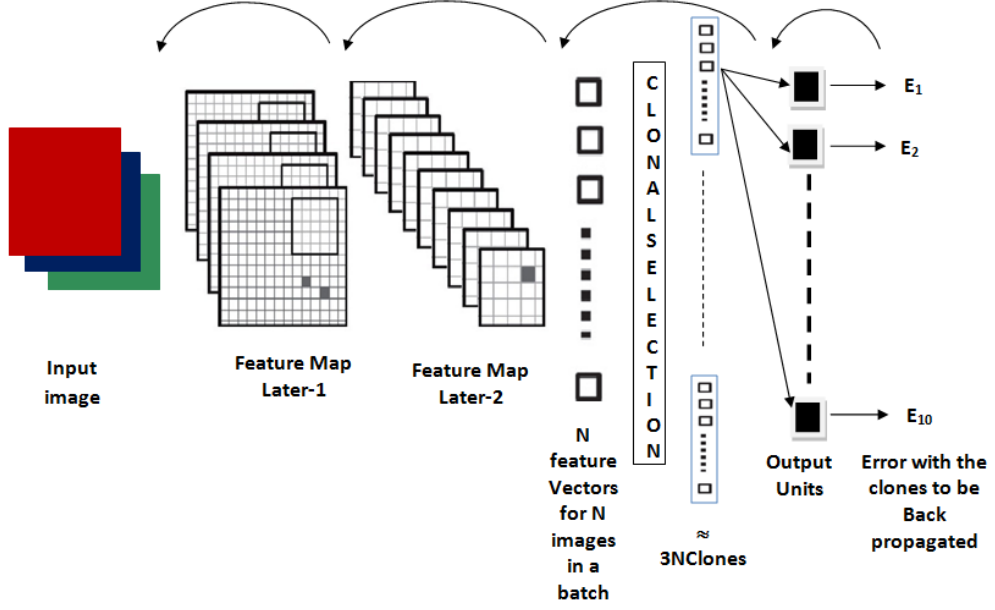 Input
image
Feature Map
Later-1
Feature Map
Later-2
N
feature
Vectors
for N
images
in a
batch
CLONALSELECTION
≈
3NClones
Output
Units
E₁
E₂
E₁₀
Error with the
clones to be
Back
propagated